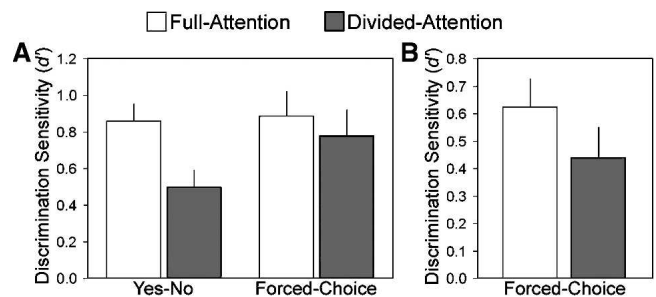 Full-Attention Divided-Attention
A
Discrimination Sensitivity (d')
1.2
1.0
0.8
0.6
0.4
0.2
0.0
Yes-No Forced-Choice
B
Discrimination Sensitivity (d')
0.8
0.7
0.6
0.5
0.4
0.3
0.2
0.1
0.0
Forced-Choice